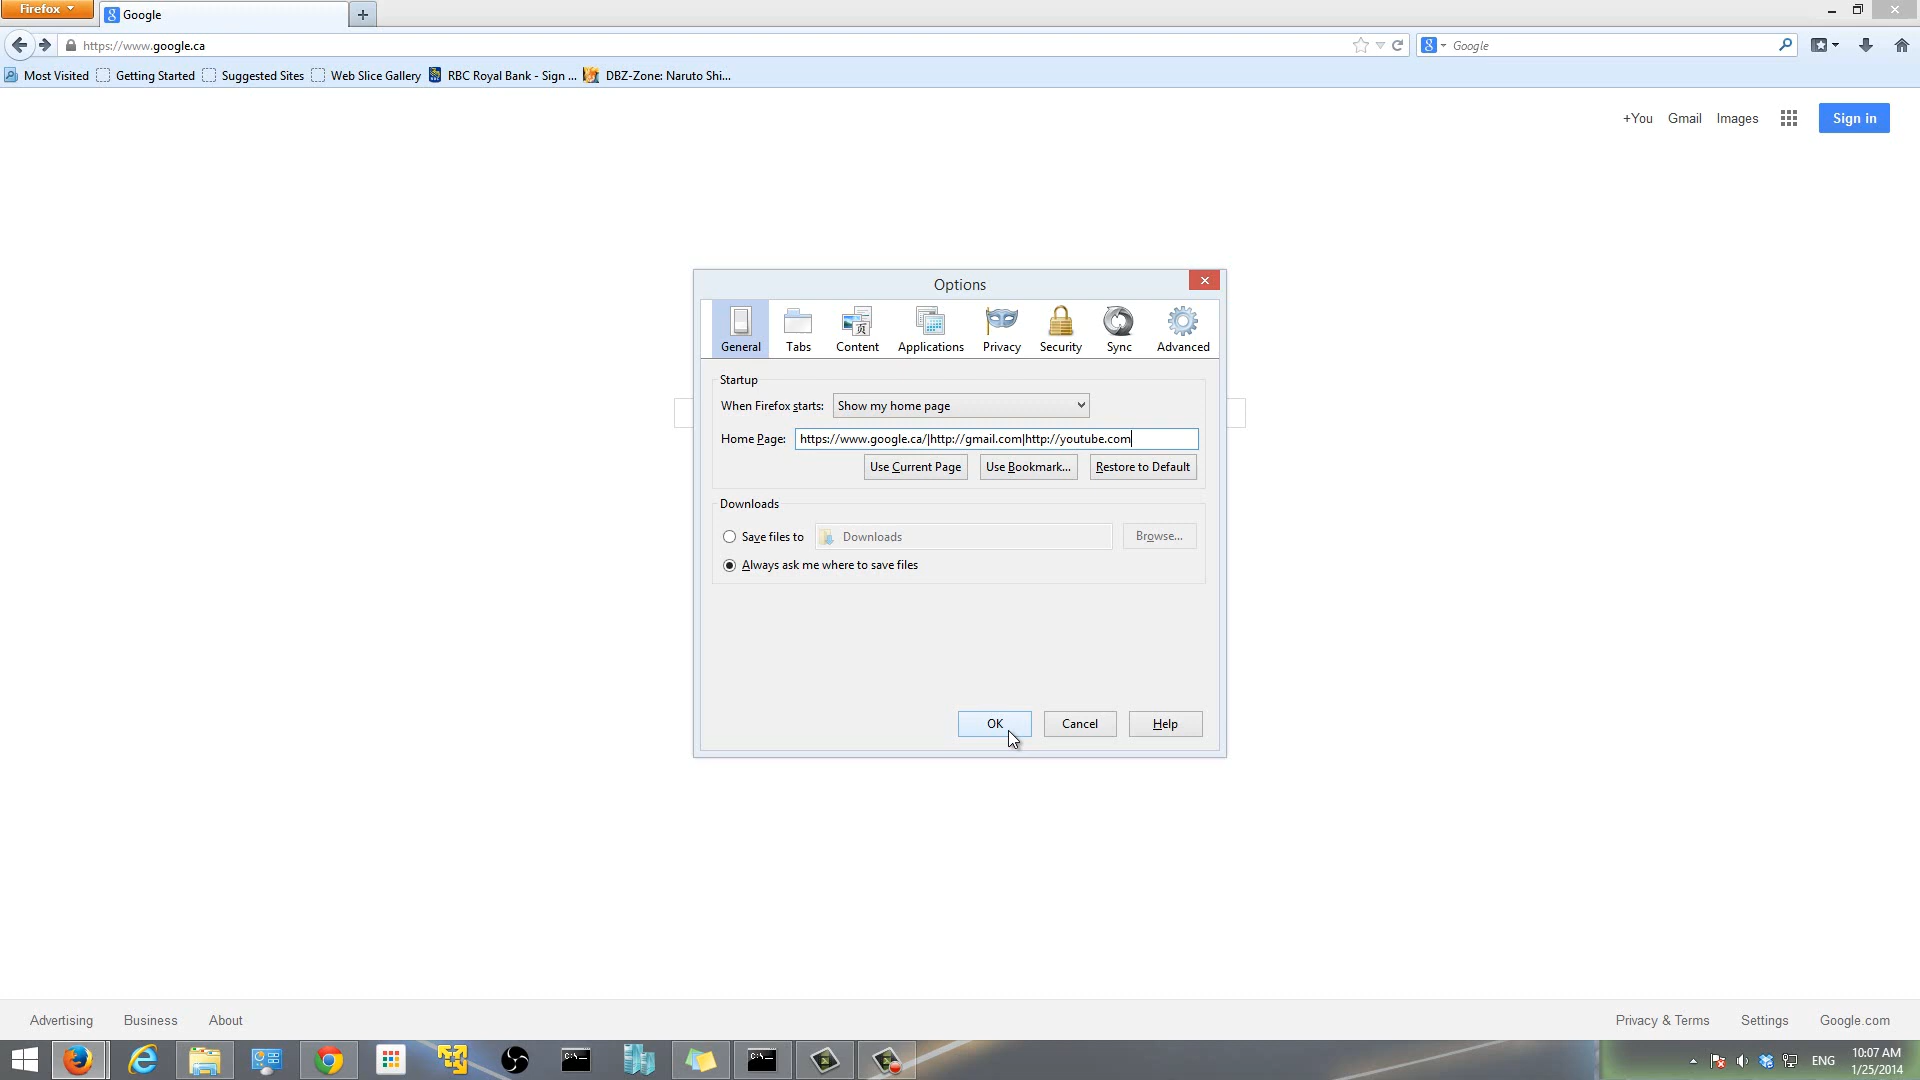 Firefox
Google
https://www.google.ca
Google
Most Visited Getting Started Suggested Sites Web Slice Gallery RBC Royal Bank - Sign ... DBZ-Zone: Naruto Shi...
+You Gmail Images Sign in
Options
General Tabs Content Applications Privacy Security Sync Advanced
Startup
When Firefox starts: Show my home page
Home Page: https://www.google.ca/|http://gmail.com|http://youtube.com
Use Current Page Use Bookmark... Restore to Default
Downloads
Save files to Downloads Browse...
Always ask me where to save files
OK Cancel Help
Advertising Business About Privacy & Terms Settings Google.com
ENG 10:07 AM
1/25/2014